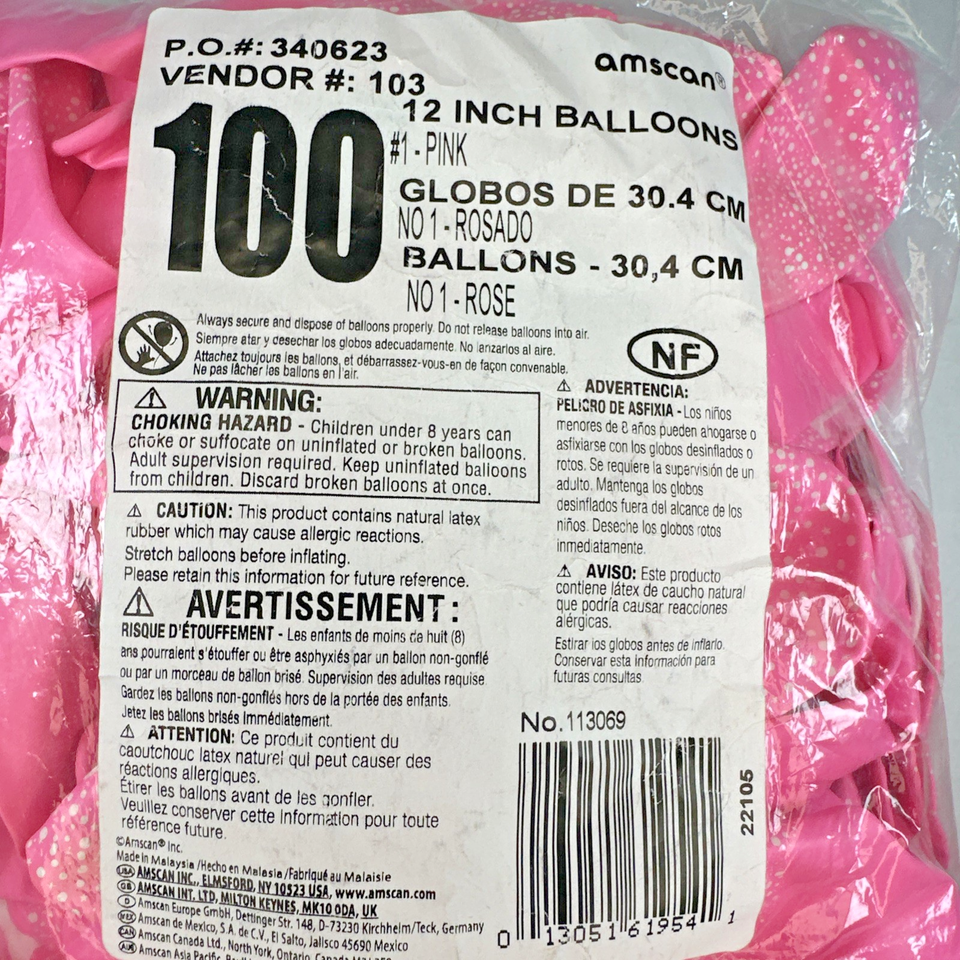 P.O.#: 340623
VENDOR #: 103
amscan®
100
12 INCH BALLOONS
#1 - PINK
GLOBOS DE 30.4 CM
NO 1 - ROSADO
BALLONS - 30,4 CM
NO 1 - ROSE
Always secure and dispose of balloons properly. Do not release balloons into air.
Siempre atar y desechar los globos adecuadamente. No lanzarlos al aire.
Attachez toujours les ballons, et débarrassez-vous-en de façon convenable.
Ne pas lâcher les ballons en l'air.
NF
⚠ WARNING:
CHOKING HAZARD - Children under 8 years can
choke or suffocate on uninflated or broken balloons.
Adult supervision required. Keep uninflated balloons
from children. Discard broken balloons at once.
⚠ CAUTION: This product contains natural latex
rubber which may cause allergic reactions.
Stretch balloons before inflating.
Please retain this information for future reference.
⚠ AVERTISSEMENT:
RISQUE D'ÉTOUFFEMENT - Les enfants de moins de huit (8)
ans pourraient s'étouffer ou être asphyxiés par un ballon non-gonflé
ou par un morceau de ballon brisé. Supervision des adultes requise
Gardez les ballons non-gonflés hors de la portée des enfants.
Jetez les ballons brisés immédiatement.
⚠ ATTENTION: Ce produit contient du
caoutchouc latex naturel qui peut causer des
réactions allergiques.
Étirer les ballons avant de les gonfler.
Veuillez conserver cette information pour toute
référence future.
⚠ ADVERTENCIA:
PELIGRO DE ASFIXIA - Los niños
menores de 8 años pueden ahogarse o
asfixiarse con los globos desinflados o
rotos. Se requiere la supervisión de un
adulto. Mantenga los globos
desinflados fuera del alcance de los
niños. Deseche los globos rotos
inmediatamente.
⚠ AVISO: Este producto
contiene látex de caucho natural
que podría causar reacciones
alérgicas.
Estirar los globos antes de inflarlo.
Conservar esta información para
futuras consultas
No. 113069
22105
0 13051 61954 1
©Amscan® Inc.
Made in Malaysia /Hecho en Malasia /Fabriqué au Malaisie
USA AMSCAN INC., ELMSFORD, NY 10523 USA, www.amscan.com
GB AMSCAN INT. LTD, MILTON KEYNES, MK10 0DA, UK
D Amscan Europe GmbH, Dettinger Str. 148, D-73230 Kirchheim/Teck, Germany
MEX Amscan de Mexico, S.A. de C.V., El Salto, Jalisco 45690 Mexico
CAN Amscan Canada Ltd., North York, Ontario, Canada
AUS Amscan Asia Pacific,